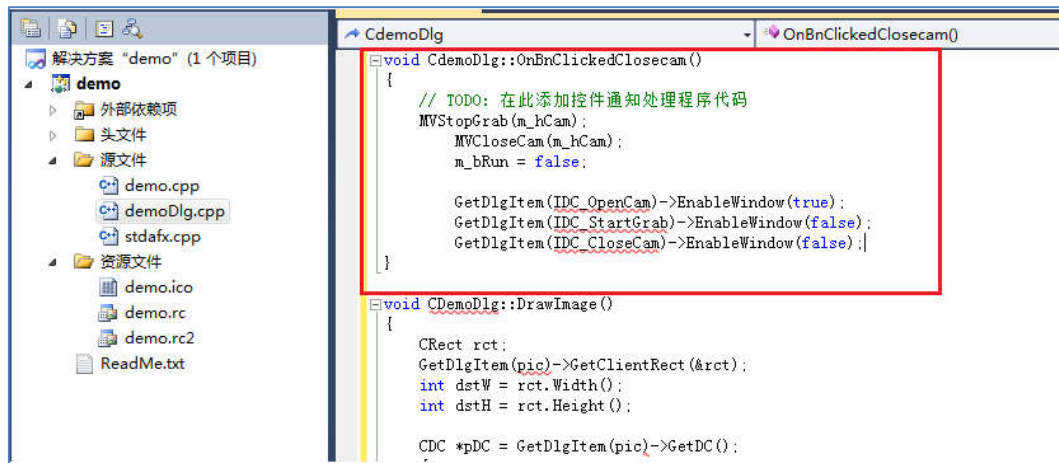 解决方案 "demo" (1 个项目)
demo
外部依赖项
头文件
源文件
demo.cpp
demoDlg.cpp
stdafx.cpp
资源文件
demo.ico
demo.rc
demo.rc2
ReadMe.txt
CdemoDlg
OnBnClickedClosecam()
void CdemoDlg::OnBnClickedClosecam()
{
// TODO: 在此添加控件通知处理程序代码
MVStopGrab(m_hCam);
MVCloseCam(m_hCam);
m_bRun = false;
GetDlgItem(IDC_OpenCam)->EnableWindow(true);
GetDlgItem(IDC_StartGrab)->EnableWindow(false);
GetDlgItem(IDC_CloseCam)->EnableWindow(false);
}
void CDemoDlg::DrawImage()
{
CRect rct;
GetDlgItem(pic)->GetClientRect(&rct);
int dstW = rct.Width();
int dstH = rct.Height();
CDC *pDC = GetDlgItem(pic)->GetDC();